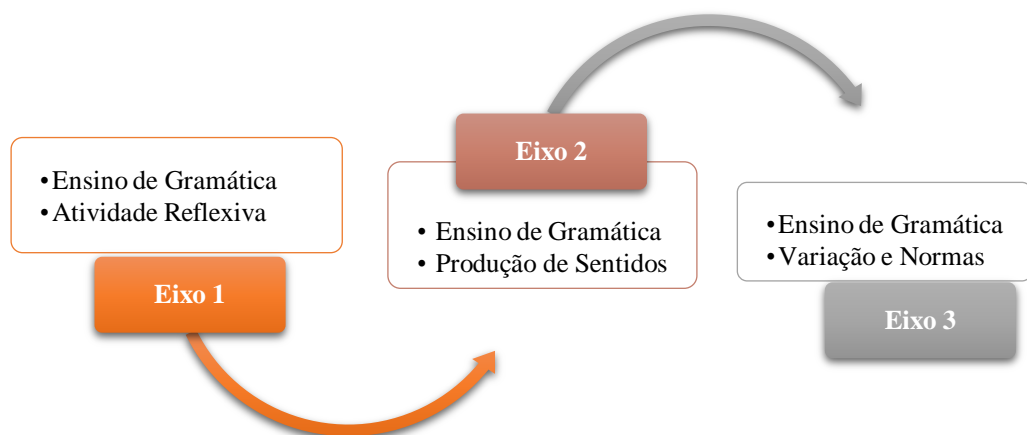 •Ensino de Gramática
•Atividade Reflexiva
Eixo 1
Eixo 2
• Ensino de Gramática
• Produção de Sentidos
•Ensino de Gramática
•Variação e Normas
Eixo 3